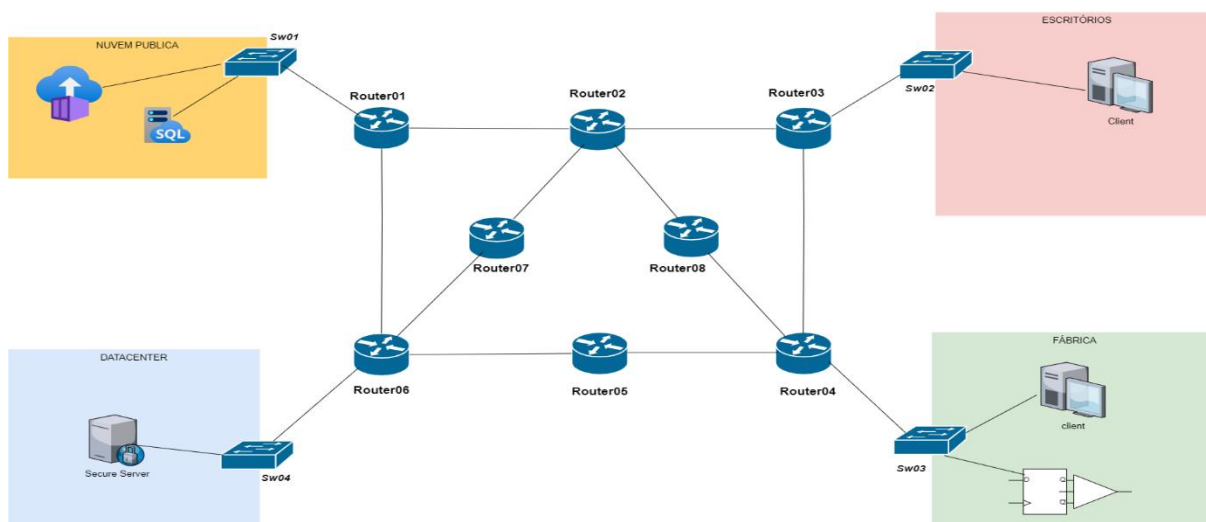 NUVEM PUBLICA
Sw01
SQL
Router01
Router02
Router03
Sw02
ESCRITÓRIOS
Client
Router07
Router08
DATACENTER
Secure Server
Sw04
Router06
Router05
Router04
Sw03
FÁBRICA
client